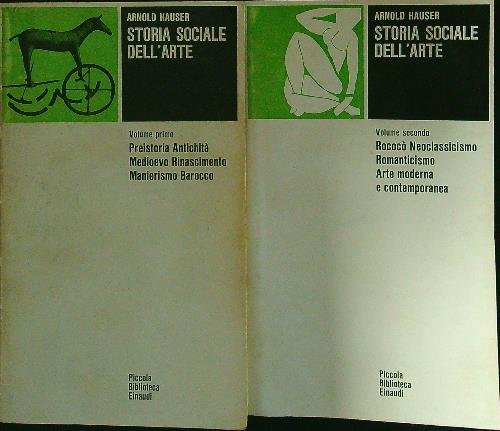 ARNOLD HAUSER
STORIA SOCIALE
DELL'ARTE
Volume primo
Preistoria Antichità
Medioevo Rinascimento
Manierismo Barocco
Piccola
Biblioteca
Einaudi
ARNOLD HAUSER
STORIA SOCIALE
DELL'ARTE
Volume secondo
Rococò Neoclassicismo
Romanticismo
Arte moderna
e contemporanea
Piccola
Biblioteca
Einaudi